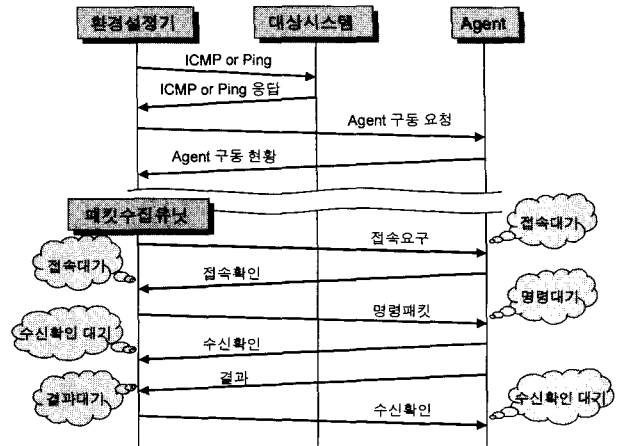 환경설정기 대상시스템 Agent
ICMP or Ping
ICMP or Ping 응답
Agent 구동 요청
Agent 구동 현황
패킷수집유닛
접속대기
접속요구
접속대기
접속확인
명령대기
명령패킷
수신확인 대기
수신확인
결과
결과대기
수신확인 대기
수신확인